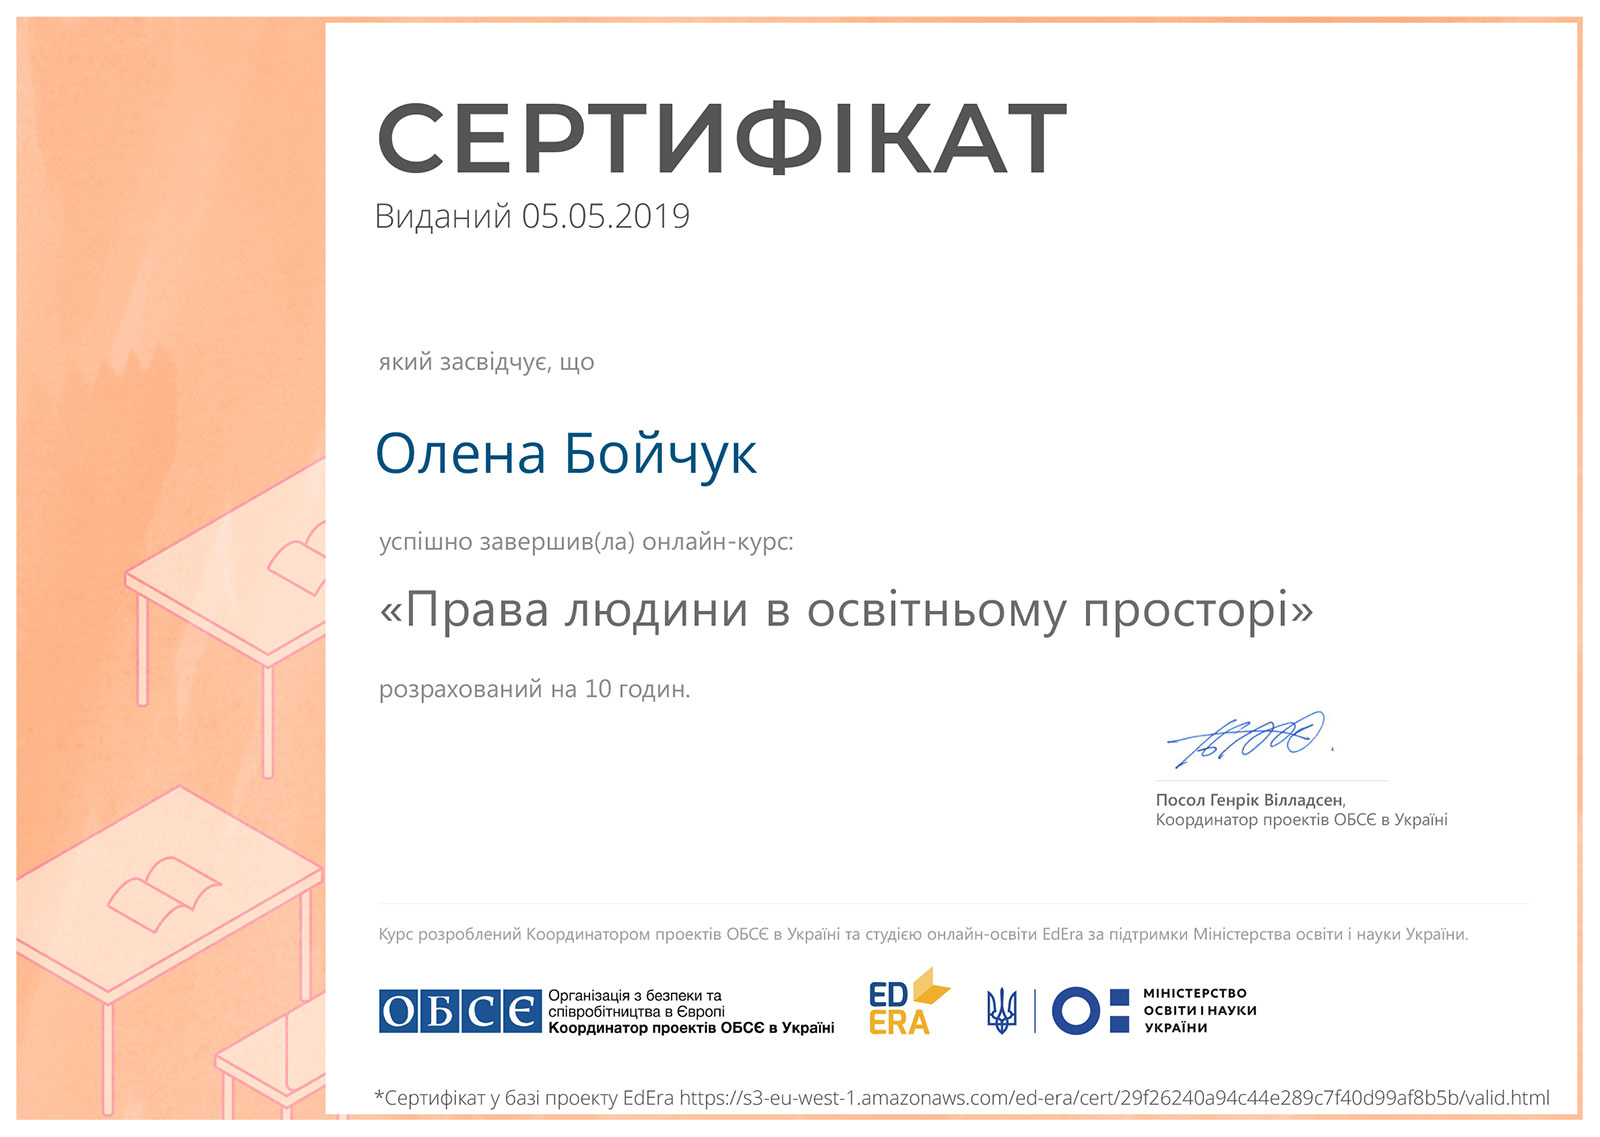 СЕРТИФІКАТ
Виданий 05.05.2019
який засвідчує, що
Олена Бойчук
успішно завершив(ла) онлайн-курс:
«Права людини в освітньому просторі»
розрахований на 10 годин.
Посол Генрік Вілладсен,
Координатор проектів ОБСЄ в Україні
Курс розроблений Координатором проектів ОБСЄ в Україні та студією онлайн-освіти EdEra за підтримки Міністерства освіти і науки України.
ОБСЄ
Організація з безпеки та
співробітництва в Європі
Координатор проектів ОБСЄ в Україні
ED
ERA
МІНІСТЕРСТВО
ОСВІТИ І НАУКИ
УКРАЇНИ
*Сертифікат у базі проекту EdEra https://s3-eu-west-1.amazonaws.com/ed-era/cert/29f26240a94c44e289c7f40d99af8b5b/valid.html